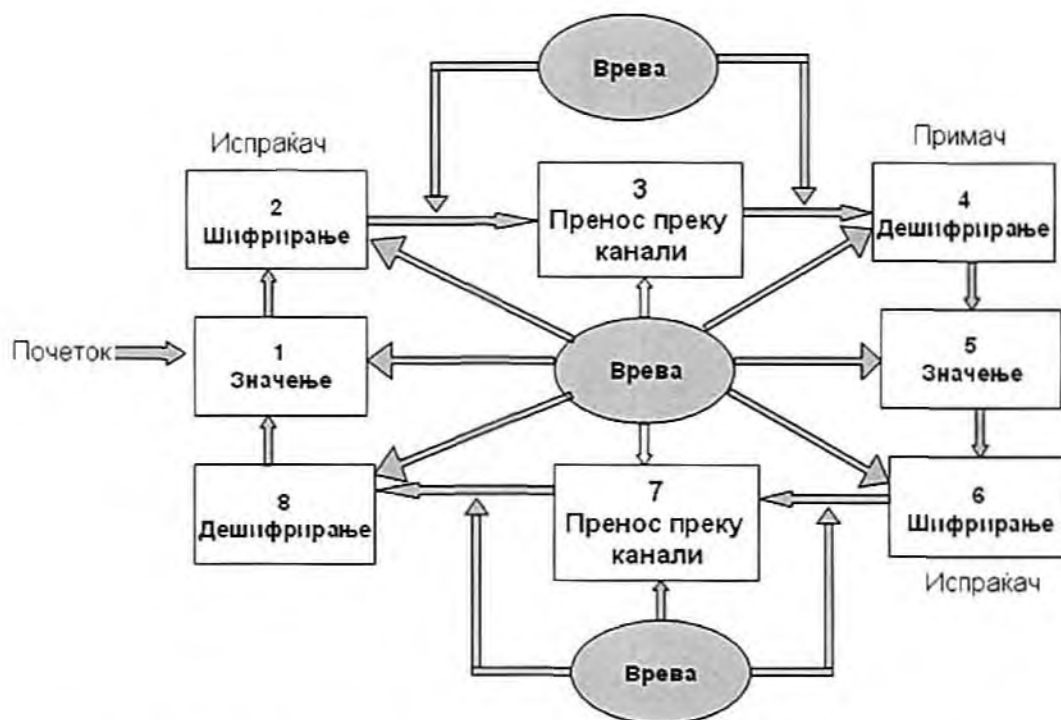 Врева
Испраќач
Примач
2
Шифрирање
3
Пренос преку
канали
4
Дешифрирање
Почеток
1
Значење
Врева
5
Значење
8
Дешифрирање
7
Пренос преку
канали
6
Шифрирање
Испраќач
Врева